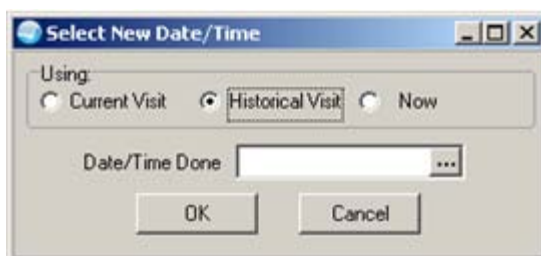 Select New Date/Time
Using:
Current Visit Historical Visit Now
Date/Time Done ...
OK Cancel